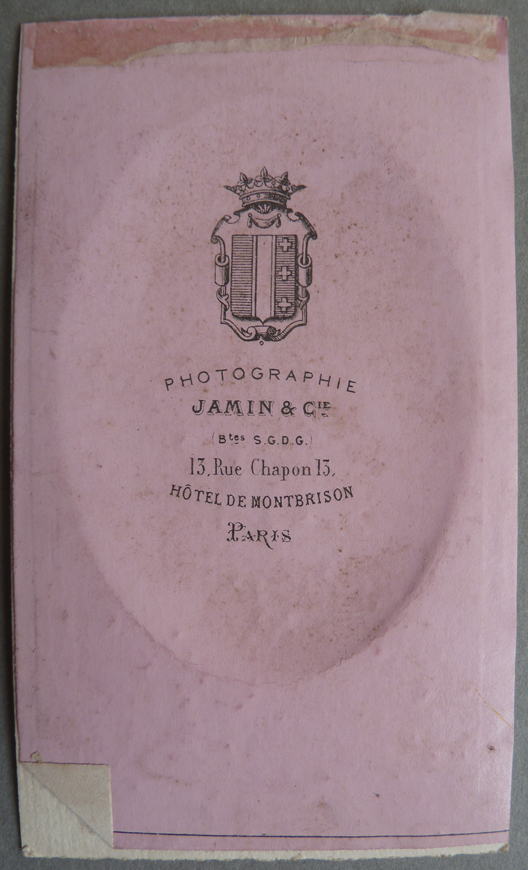 PHOTOGRAPHIE
JAMIN & CIE
(Btes S.G.D.G.)
13, Rue Chapon 13,
HÔTEL DE MONTBRISON
PARIS